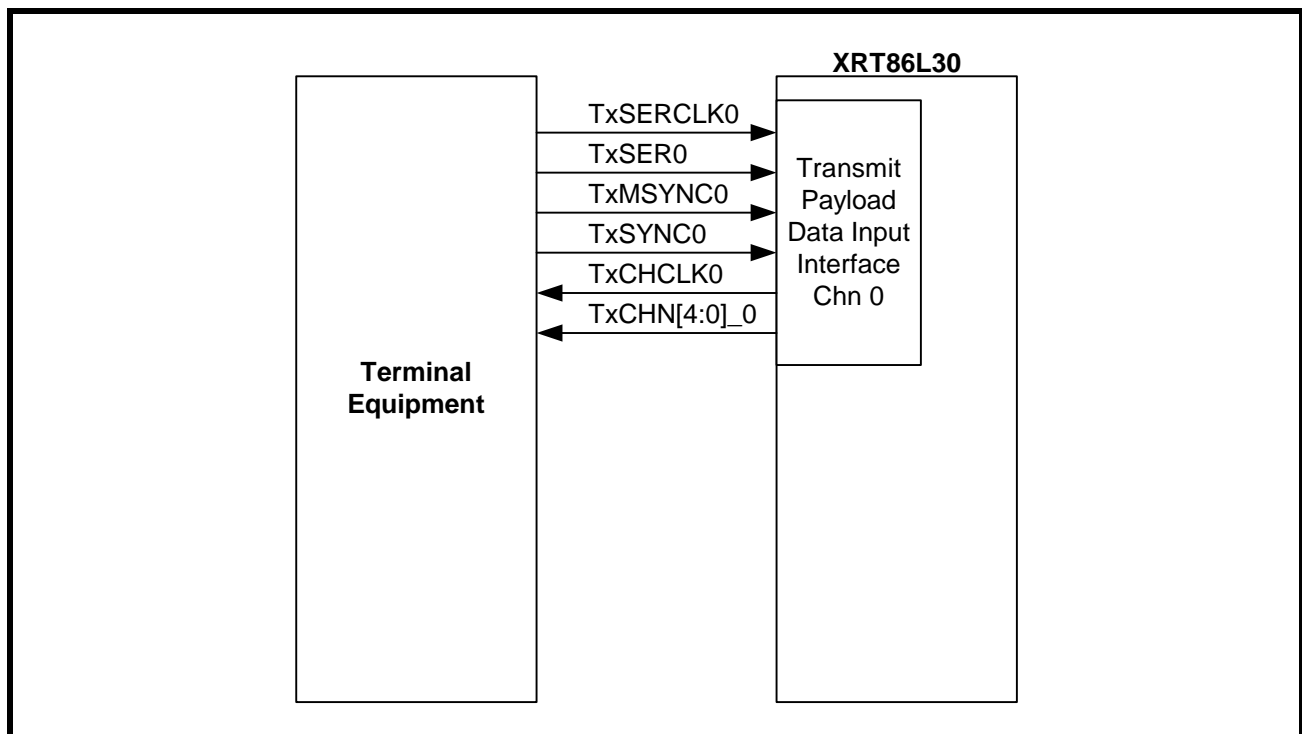 XRT86L30
TxSERCLK0
TxSER0
TxMSYNC0
TxSYNC0
TxCHCLK0
TxCHN[4:0]_0
Transmit
Payload
Data Input
Interface
Chn 0
Terminal
Equipment